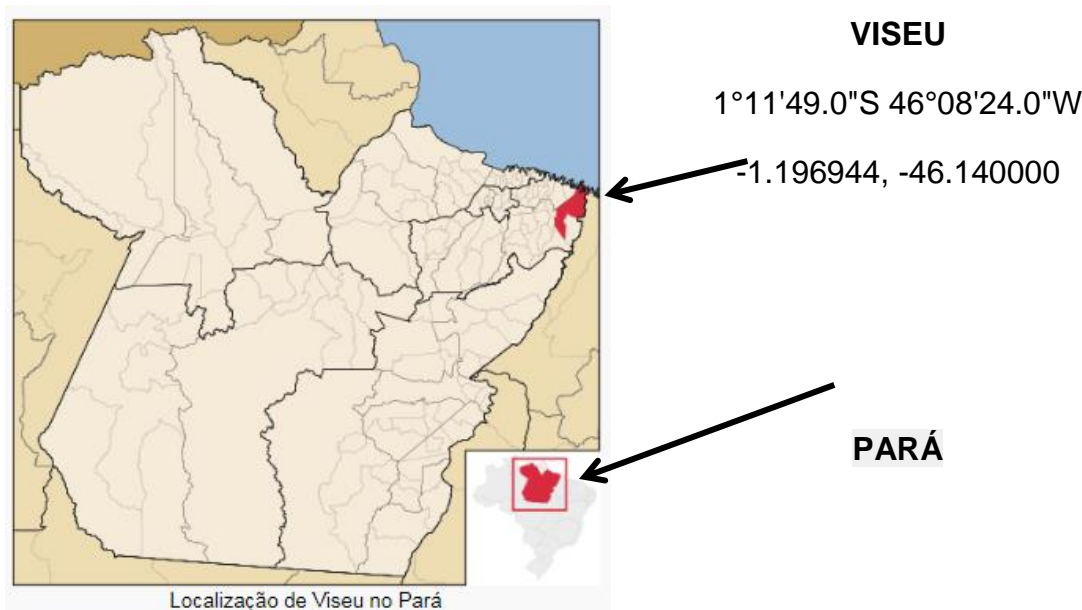 VISEU
1°11'49.0"S 46°08'24.0"W
-1.196944, -46.140000
PARÁ
Localização de Viseu no Pará